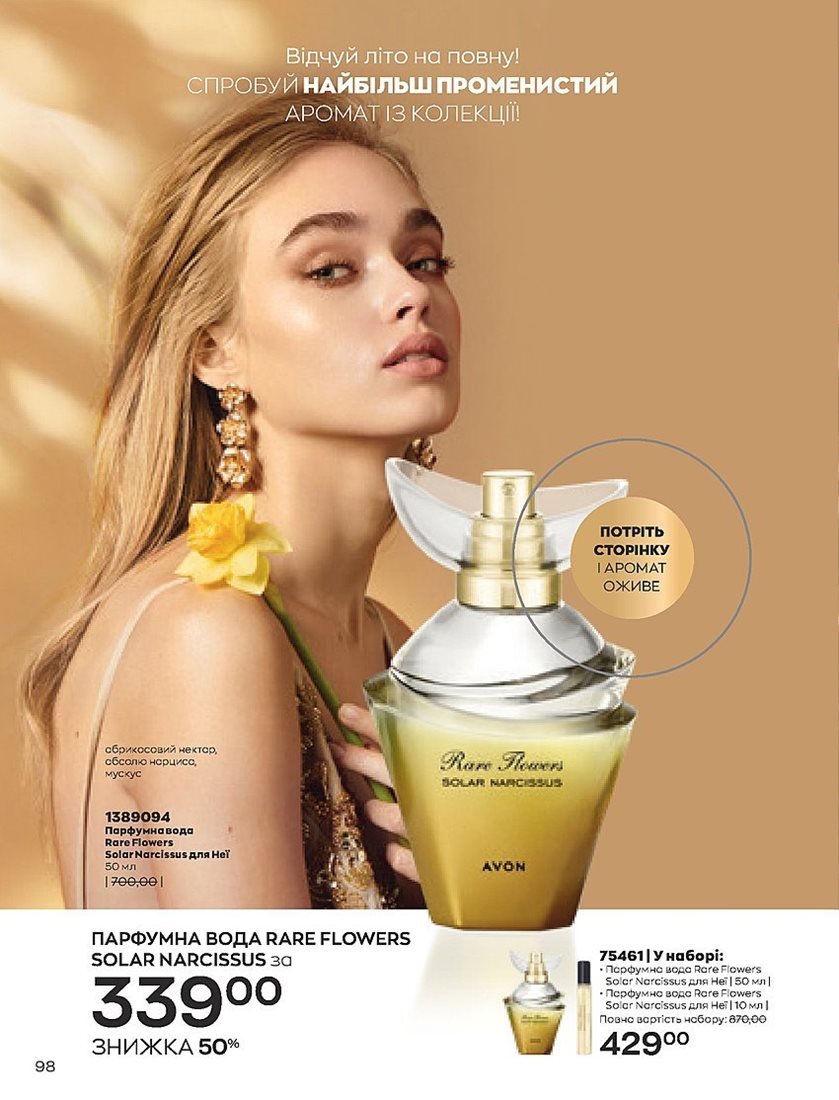 Відчуй літо на повну!
СПРОБУЙ НАЙБІЛЬШ ПРОМЕНИСТИЙ
АРОМАТ ІЗ КОЛЕКЦІЇ!
ПОТРІТЬ
СТОРІНКУ
І АРОМАТ
ОЖИВЕ
абрикосовий нектар,
абсолю нарциса,
мускус
1389094
Парфумна вода
Rare Flowers
Solar Narcissus для Неї
50 мл
| 700,00 |
Rare Flowers
SOLAR NARCISSUS
AVON
ПАРФУМНА ВОДА RARE FLOWERS
SOLAR NARCISSUS за
339⁰⁰
ЗНИЖКА 50%
75461 | У наборі:
• Парфумна вода Rare Flowers
Solar Narcissus для Неї | 50 мл |
• Парфумна вода Rare Flowers
Solar Narcissus для Неї | 10 мл |
Повна вартість набору: 870,00
429⁰⁰
98